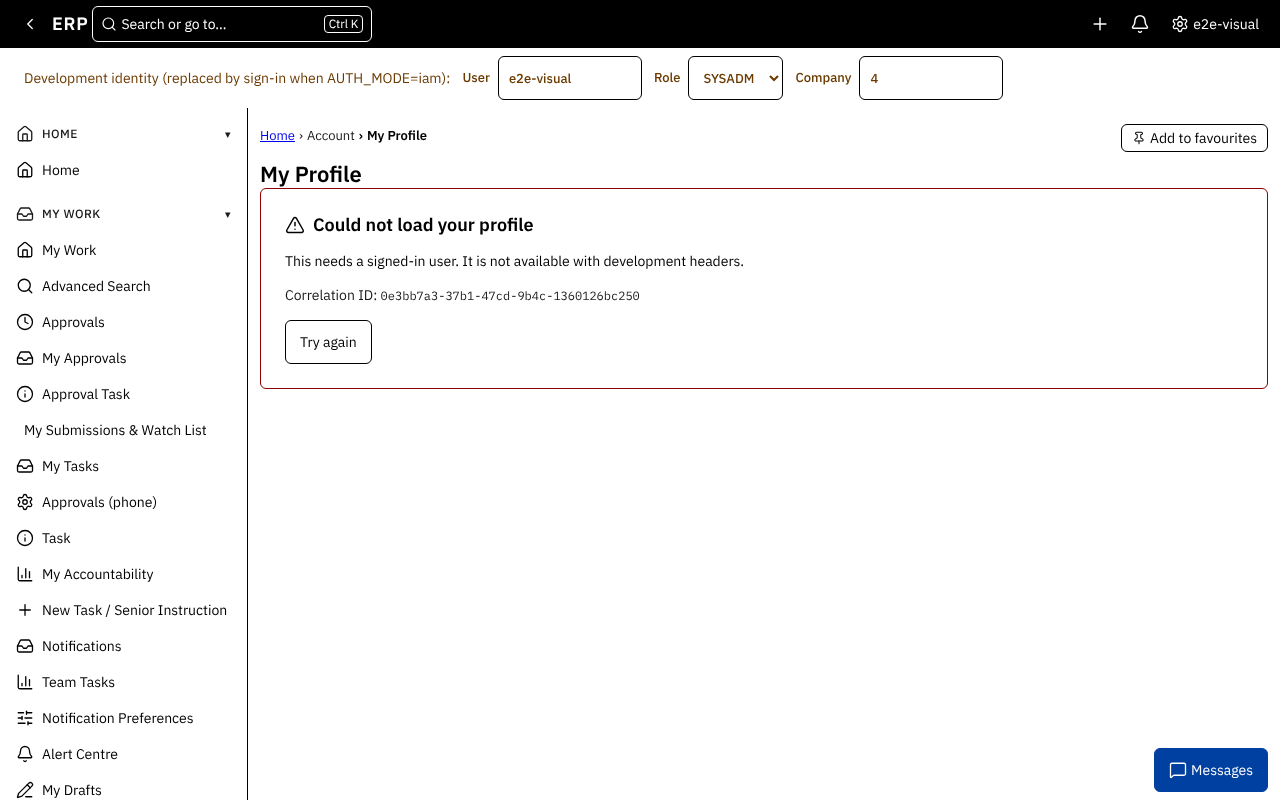 ERP
Search or go to...
Ctrl K
e2e-visual
Development identity (replaced by sign-in when AUTH_MODE=iam):
User
e2e-visual
Role
SYSADM
Company
4
HOME
Home
MY WORK
My Work
Advanced Search
Approvals
My Approvals
Approval Task
My Submissions & Watch List
My Tasks
Approvals (phone)
Task
My Accountability
New Task / Senior Instruction
Notifications
Team Tasks
Notification Preferences
Alert Centre
My Drafts
Home › Account › My Profile
Add to favourites
My Profile
Could not load your profile
This needs a signed-in user. It is not available with development headers.
Correlation ID: 0e3bb7a3-37b1-47cd-9b4c-1360126bc250
Try again
Messages